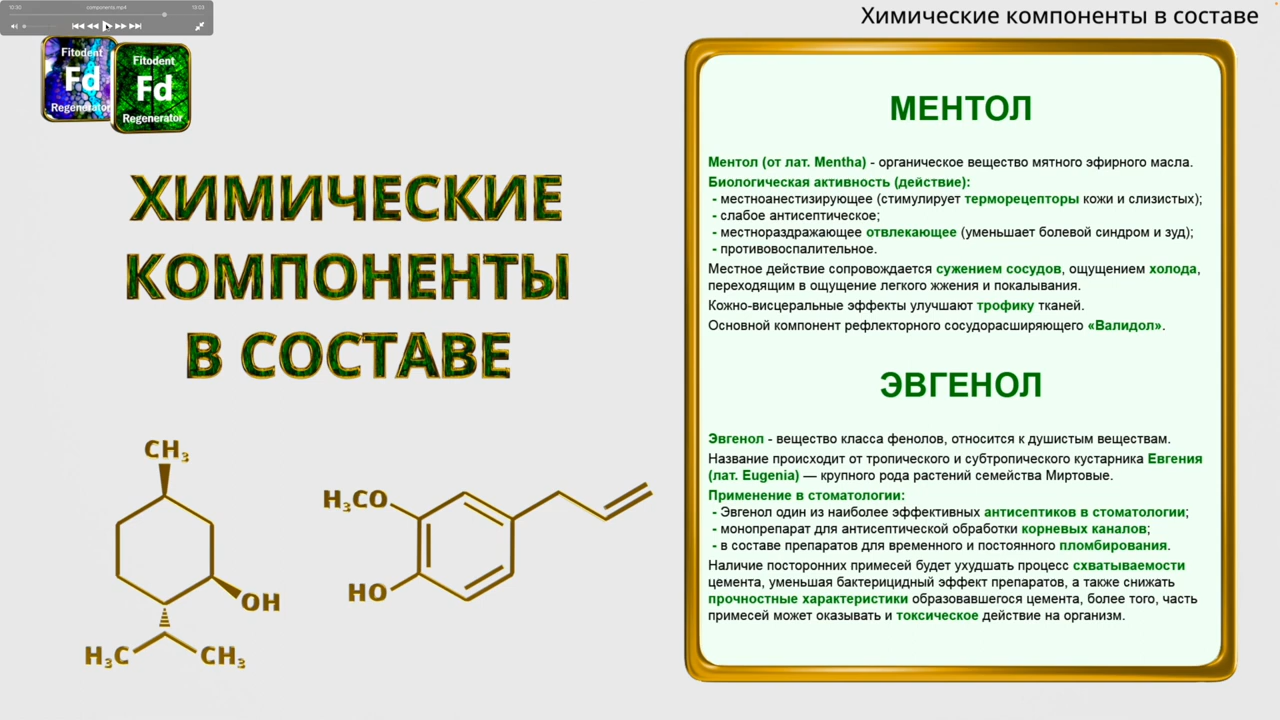 10:30 components.mp4 13:03
Химические компоненты в составе
Fitodent
Fd
Regenerator
Fitodent
Fd
Regenerator
ХИМИЧЕСКИЕ
КОМПОНЕНТЫ
В СОСТАВЕ
CH₃
OH
H₃C
CH₃
H₃CO
HO
МЕНТОЛ
Ментол (от лат. Mentha) - органическое вещество мятного эфирного масла.
Биологическая активность (действие):
- местноанестизирующее (стимулирует терморецепторы кожи и слизистых);
- слабое антисептическое;
- местнораздражающее отвлекающее (уменьшает болевой синдром и зуд);
- противовоспалительное.
Местное действие сопровождается сужением сосудов, ощущением холода,
переходящим в ощущение легкого жжения и покалывания.
Кожно-висцеральные эффекты улучшают трофику тканей.
Основной компонент рефлекторного сосудорасширяющего «Валидол».
ЭВГЕНОЛ
Эвгенол - вещество класса фенолов, относится к душистым веществам.
Название происходит от тропического и субтропического кустарника Евгения
(лат. Eugenia) — крупного рода растений семейства Миртовые.
Применение в стоматологии:
- Эвгенол один из наиболее эффективных антисептиков в стоматологии;
- монопрепарат для антисептической обработки корневых каналов;
- в составе препаратов для временного и постоянного пломбирования.
Наличие посторонних примесей будет ухудшать процесс схватываемости
цемента, уменьшая бактерицидный эффект препаратов, а также снижать
прочностные характеристики образовавшегося цемента, более того, часть
примесей может оказывать и токсическое действие на организм.